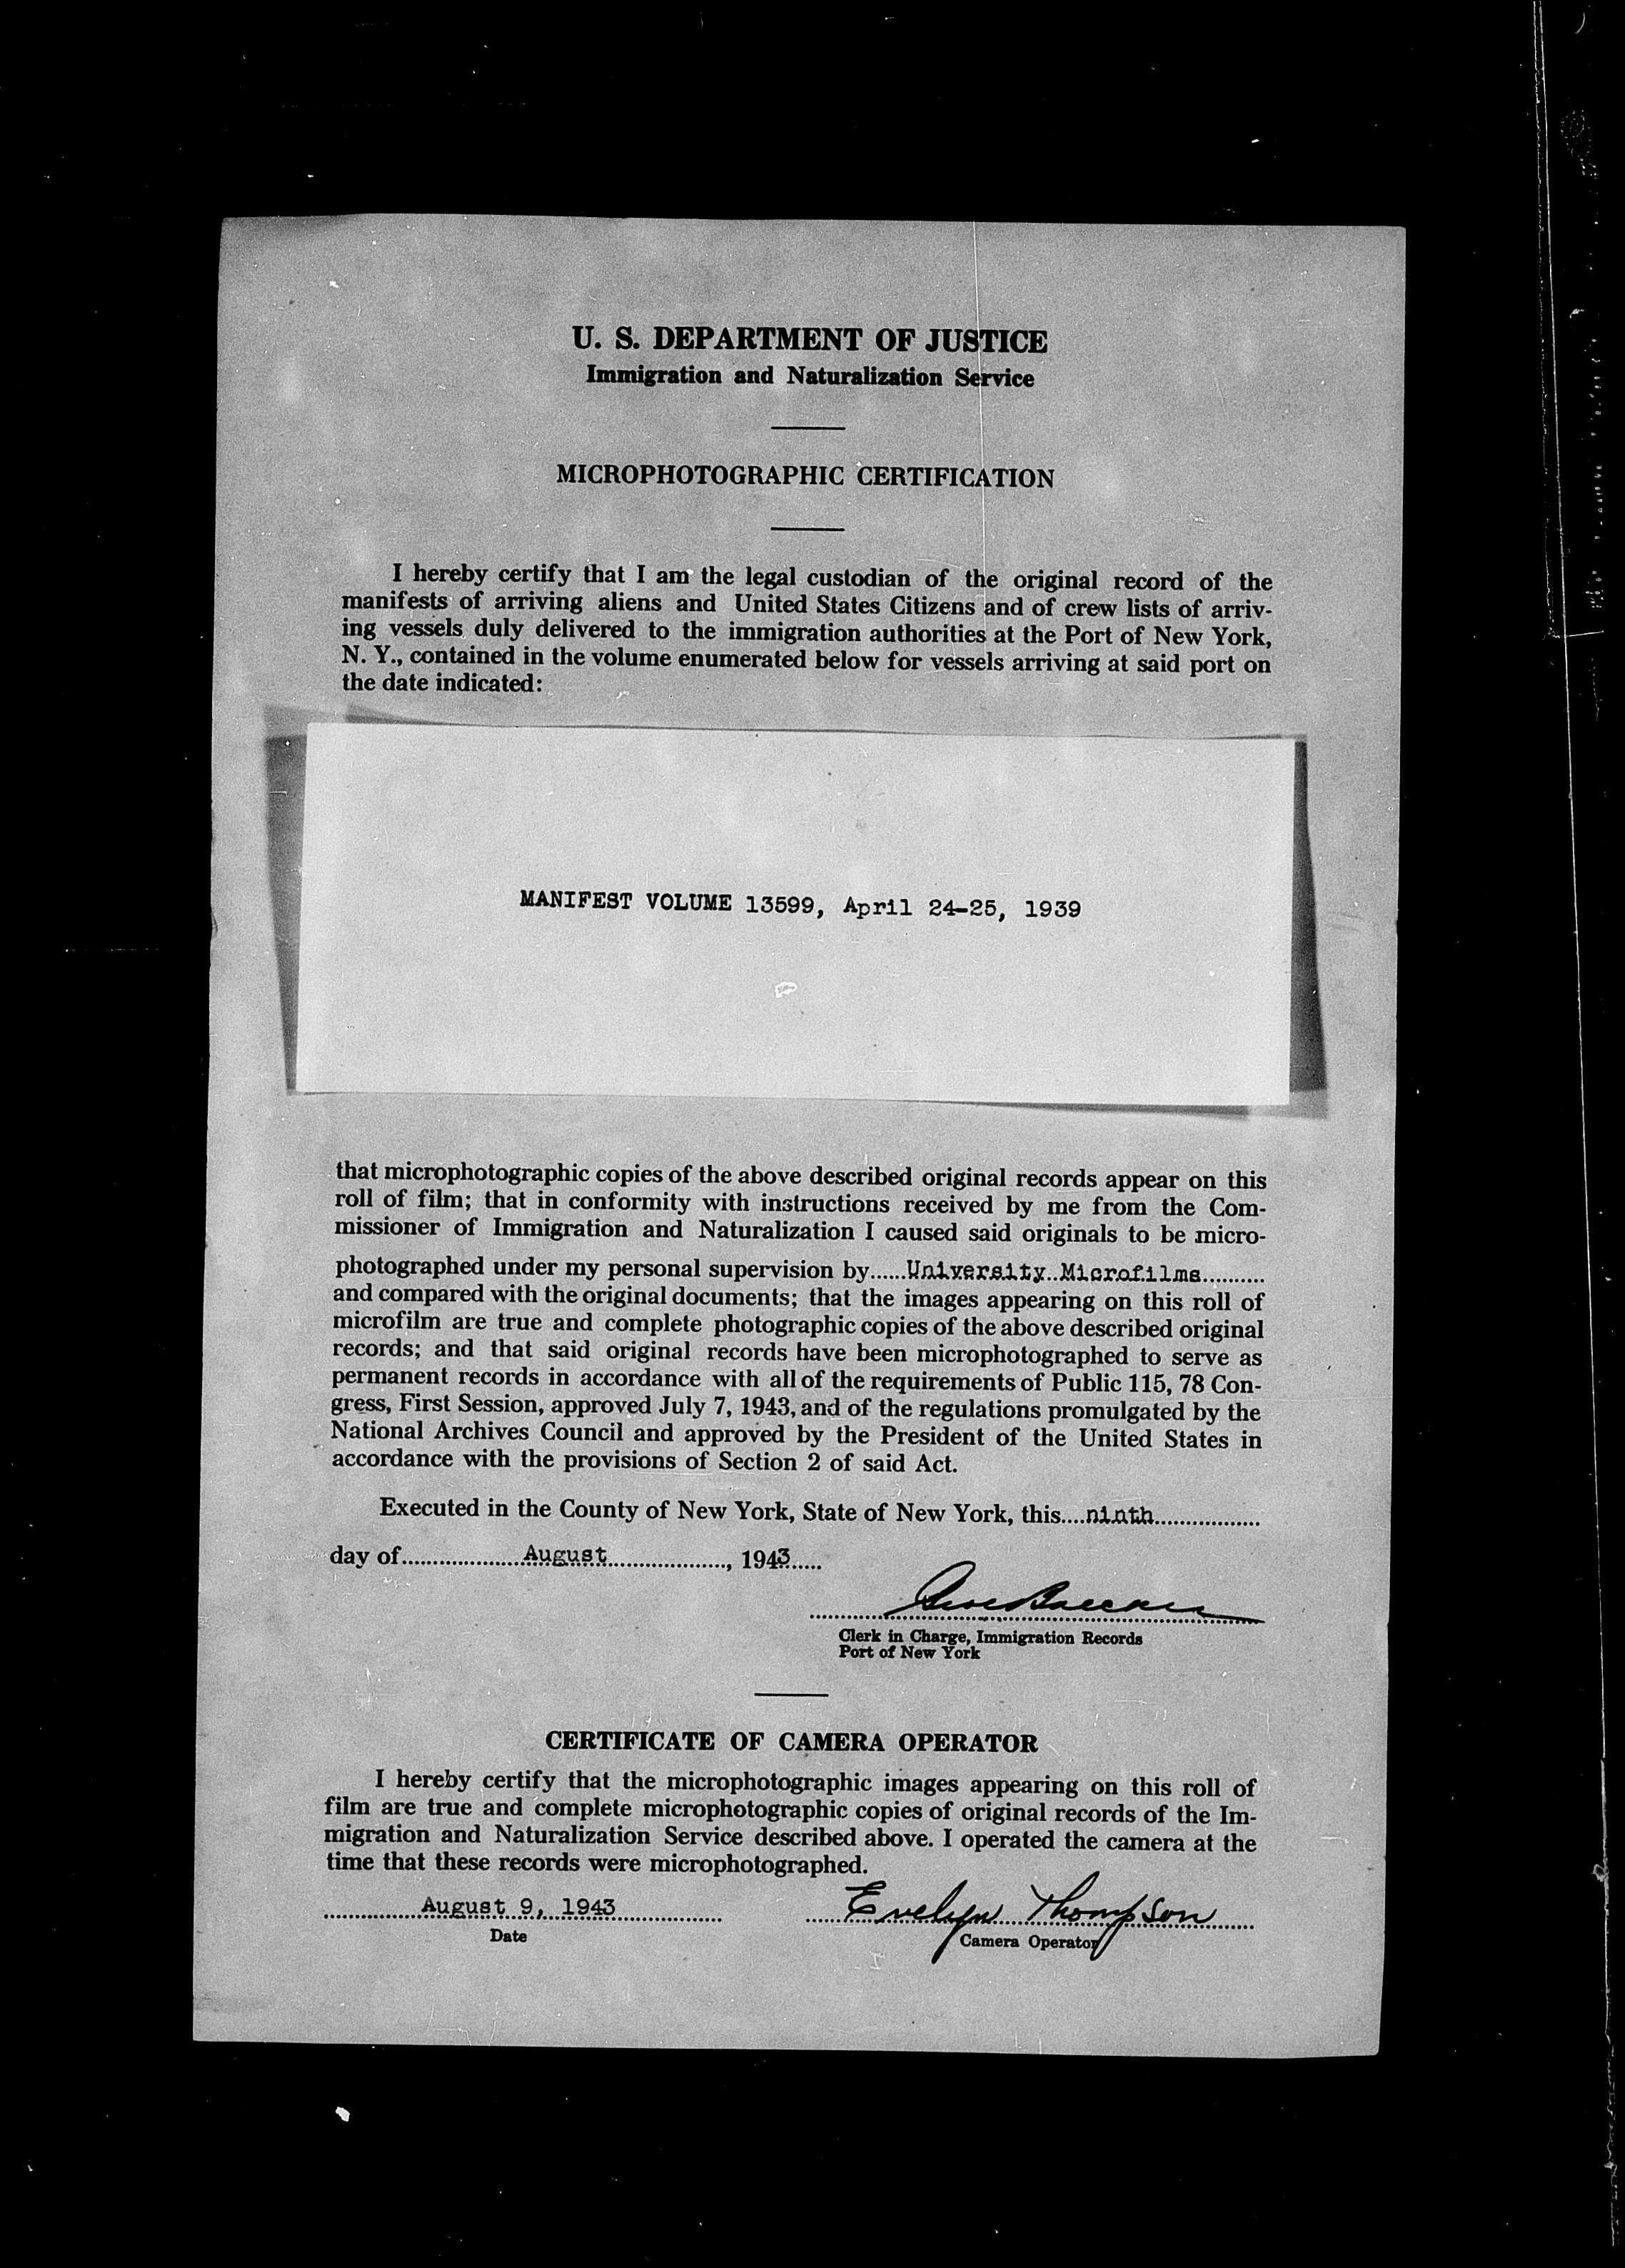 U. S. DEPARTMENT OF JUSTICE
Immigration and Naturalization Service
MICROPHOTOGRAPHIC CERTIFICATION
I hereby certify that I am the legal custodian of the original record of the
manifests of arriving aliens and United States Citizens and of crew lists of arriv-
ing vessels duly delivered to the immigration authorities at the Port of New York,
N. Y., contained in the volume enumerated below for vessels arriving at said port on
the date indicated:
MANIFEST VOLUME 13599, April 24-25, 1939
that microphotographic copies of the above described original records appear on this
roll of film; that in conformity with instructions received by me from the Com-
missioner of Immigration and Naturalization I caused said originals to be micro-
photographed under my personal supervision by......University Microfilms..........
and compared with the original documents; that the images appearing on this roll of
microfilm are true and complete photographic copies of the above described original
records; and that said original records have been microphotographed to serve as
permanent records in accordance with all of the requirements of Public 115, 78 Con-
gress, First Session, approved July 7, 1943, and of the regulations promulgated by the
National Archives Council and approved by the President of the United States in
accordance with the provisions of Section 2 of said Act.
Executed in the County of New York, State of New York, this....ninth..................
day of....................August...................., 1943......
Clerk in Charge, Immigration Records
Port of New York
CERTIFICATE OF CAMERA OPERATOR
I hereby certify that the microphotographic images appearing on this roll of
film are true and complete microphotographic copies of original records of the Im-
migration and Naturalization Service described above. I operated the camera at the
time that these records were microphotographed.
August 9, 1943 Evelyn Thompson
Date Camera Operator